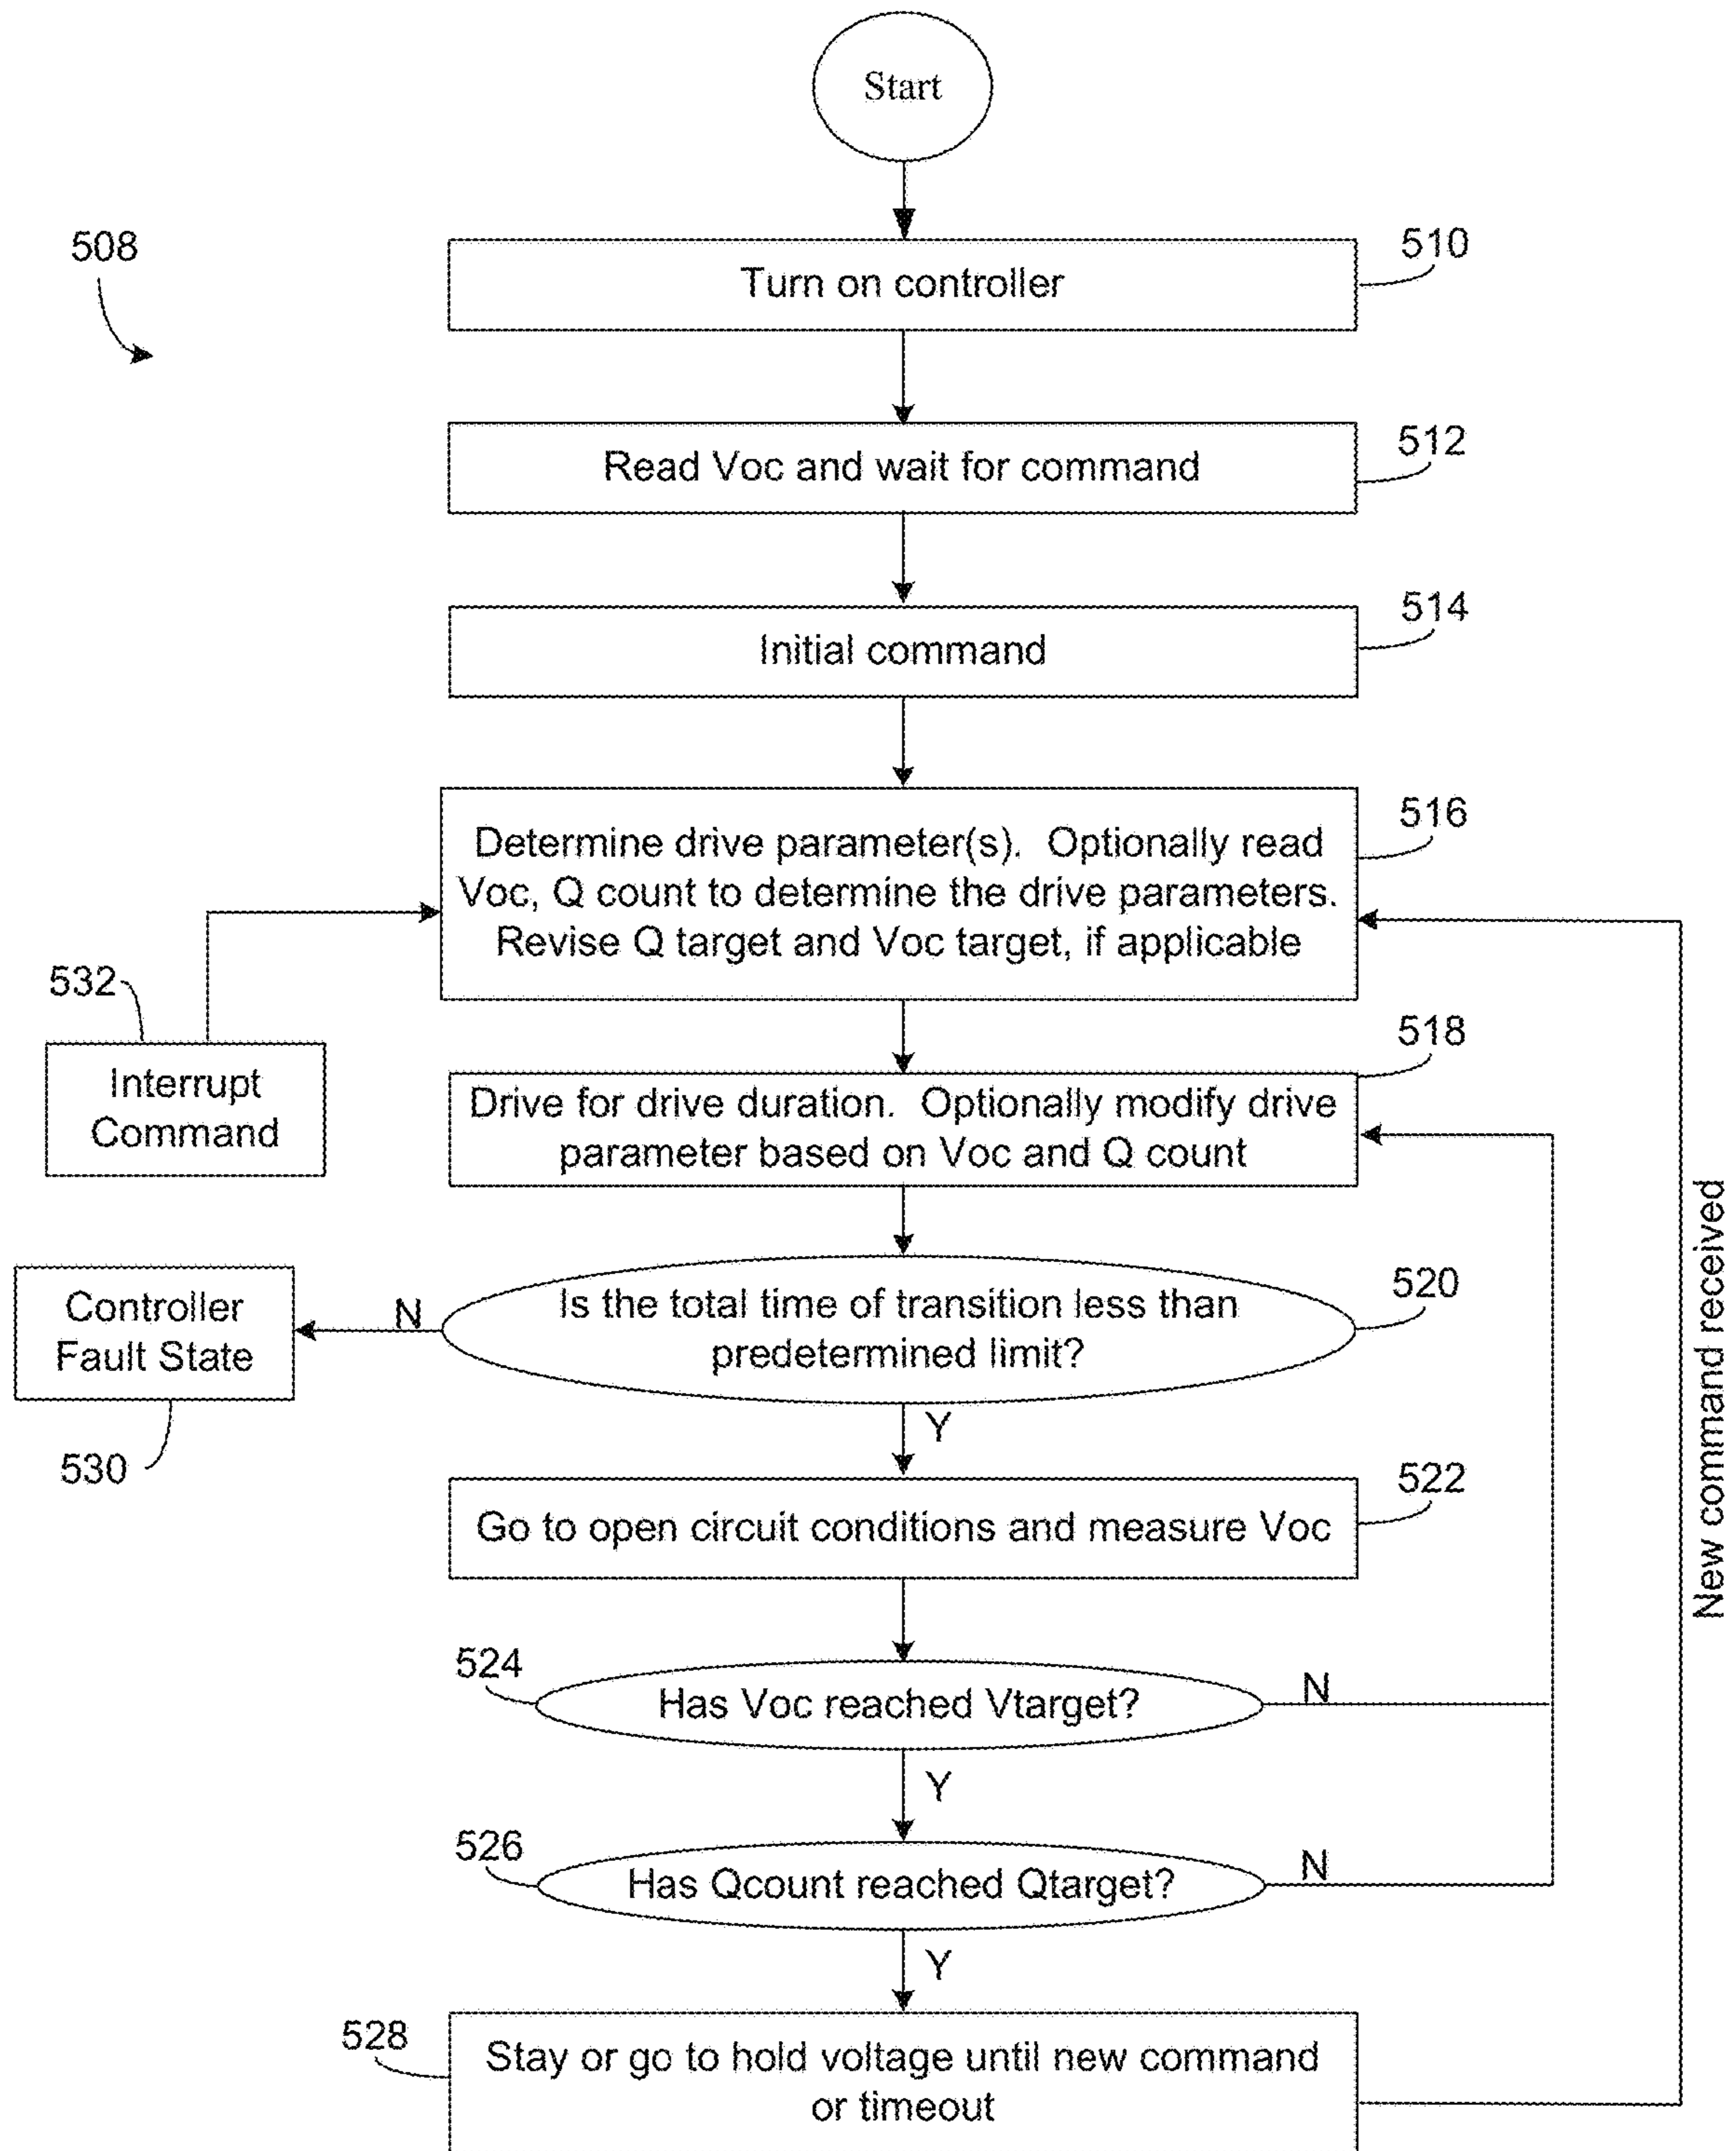 Start
508
510
Turn on controller
512
Read Voc and wait for command
514
Initial command
516
Determine drive parameter(s). Optionally read
Voc, Q count to determine the drive parameters.
Revise Q target and Voc target, if applicable
532
Interrupt
Command
518
Drive for drive duration. Optionally modify drive
parameter based on Voc and Q count
New command received
520
Is the total time of transition less than
predetermined limit?
N
Controller
Fault State
530
Y
522
Go to open circuit conditions and measure Voc
524
Has Voc reached Vtarget?
N
Y
526
Has Qcount reached Qtarget?
N
Y
528
Stay or go to hold voltage until new command
or timeout